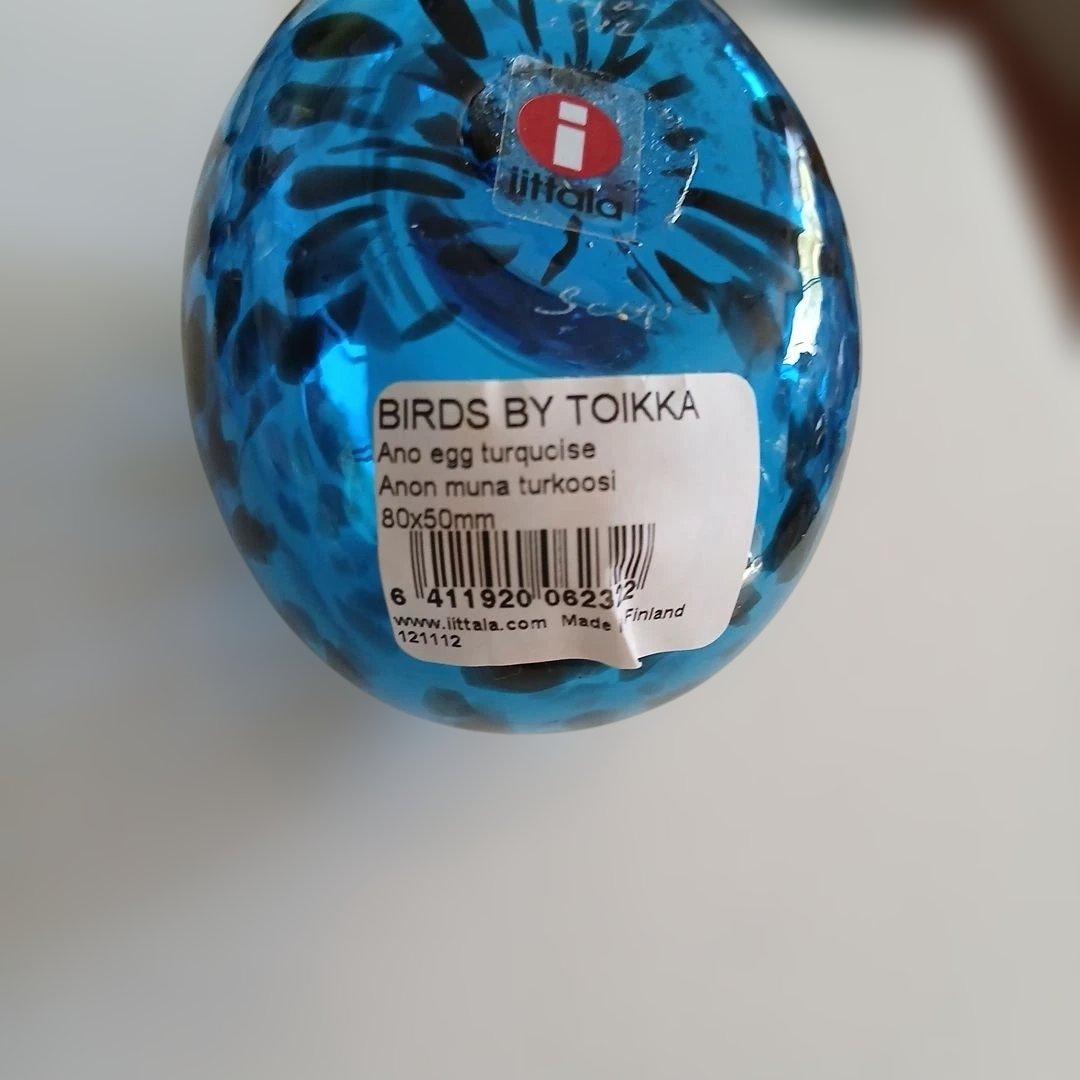 iittala
BIRDS BY TOIKKA
Ano egg turqucise
Anon muna turkoosi
80x50mm
6 411920 06232
www.iittala.com Made Finland
121112